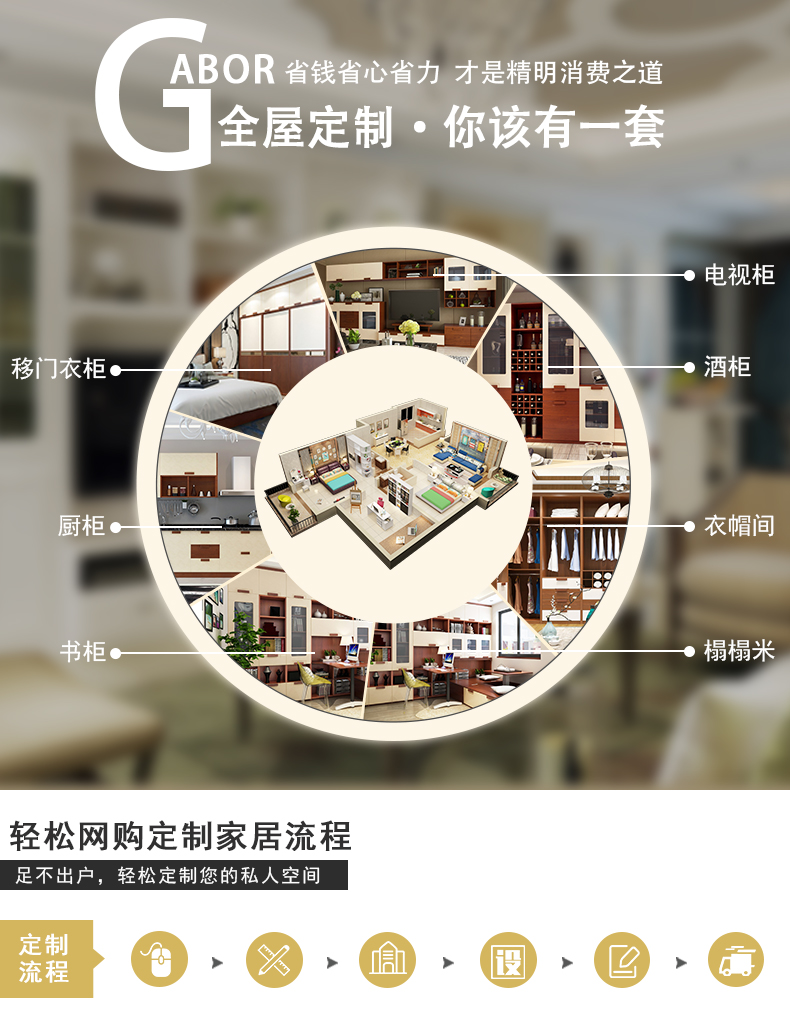 GABOR 省钱省心省力 才是精明消费之道
全屋定制·你该有一套
电视柜
移门衣柜
酒柜
厨柜
衣帽间
书柜
榻榻米
轻松网购定制家居流程
足不出户，轻松定制您的私人空间
定制
流程
设